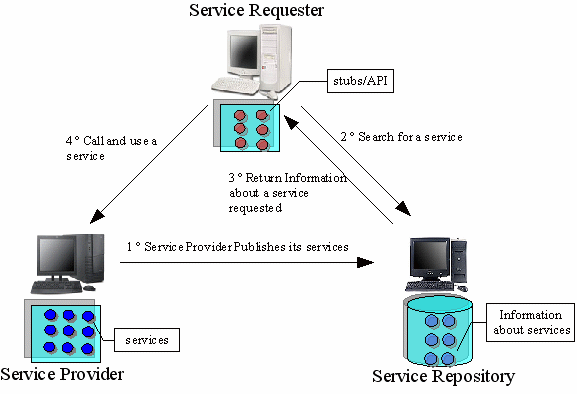 Service Requester
stubs/API
4° Call and use a
service
2° Search for a service
3° Return Information
about a service
requested
1° Service Provider Publishes its services
services
Information
about services
Service Provider
Service Repository